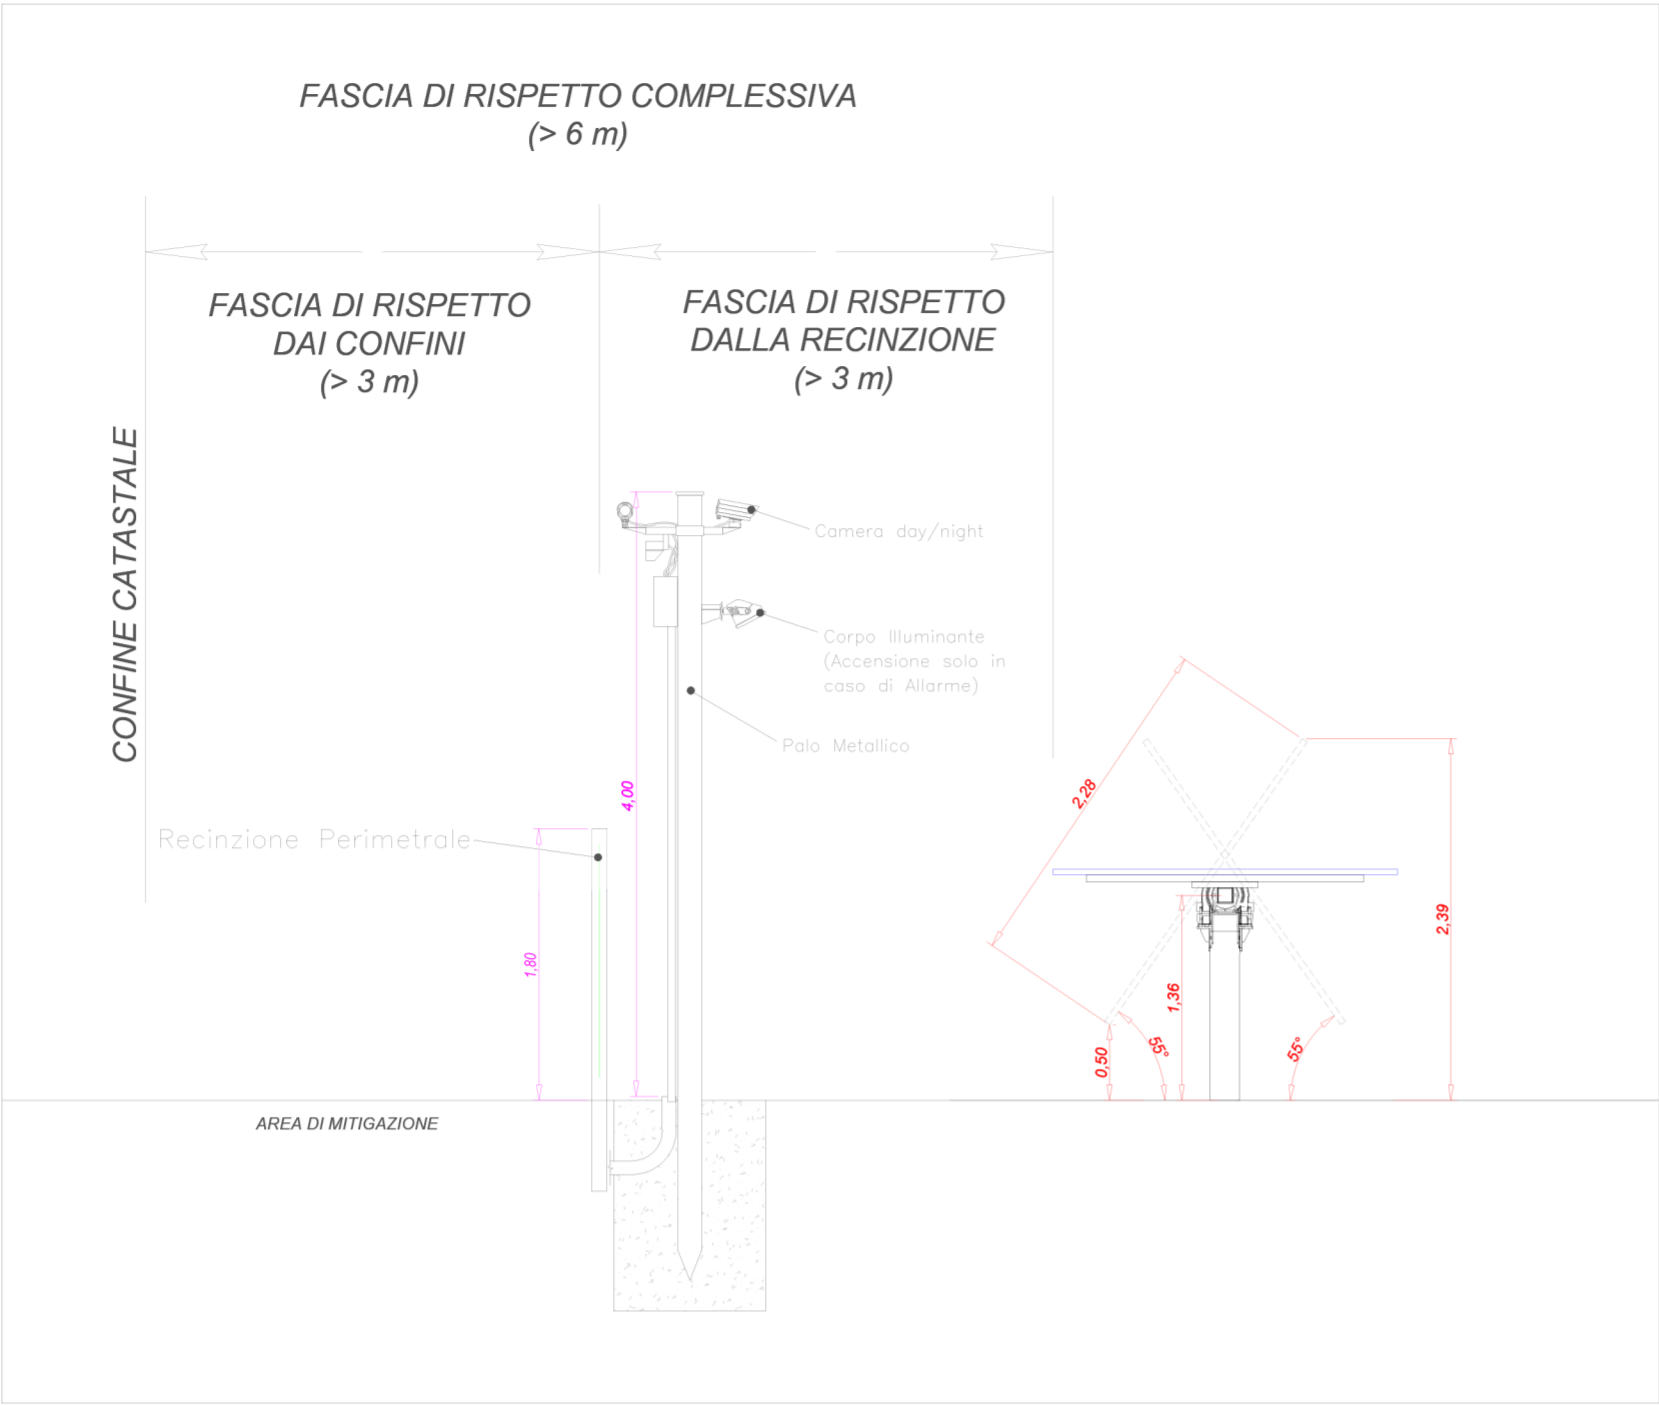 FASCIA DI RISPETTO COMPLESSIVA
(> 6 m)
FASCIA DI RISPETTO
DAI CONFINI
(> 3 m)
FASCIA DI RISPETTO
DALLA RECINZIONE
(> 3 m)
CONFINE CATASTALE
Camera day/night
Corpo Illuminante
(Accensione solo in
caso di Allarme)
Palo Metallico
4,00
Recinzione Perimetrale
1,80
2,28
2,39
1,36
0,50
55°
55°
AREA DI MITIGAZIONE